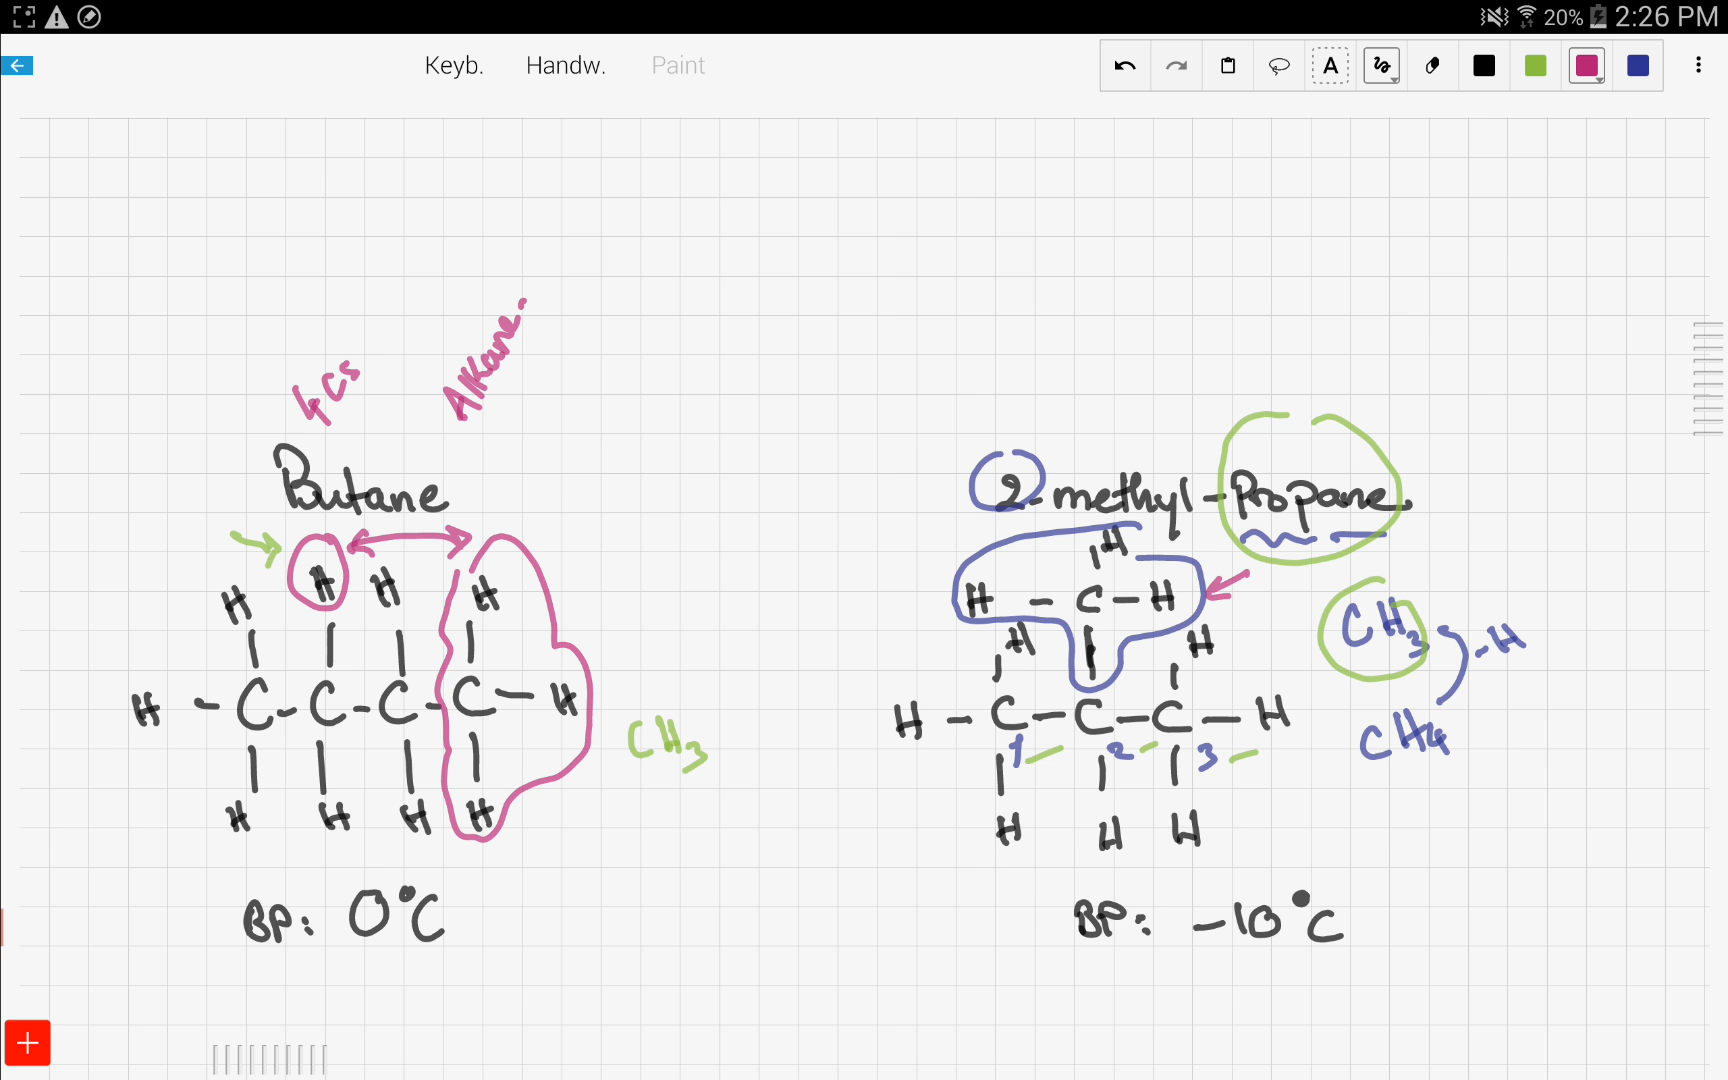 20% 2:26 PM
Keyb. Handw. Paint A
4Cs Alkane.
Butane
H H H H
H - C - C - C - C - H
H H H H
CH3
BP: 0°C
2-methyl-Propane
H
H - C - H
H H
H - C - C - C - H
1 2 3
H H H
CH3 -H
CH4
BP: -10°C